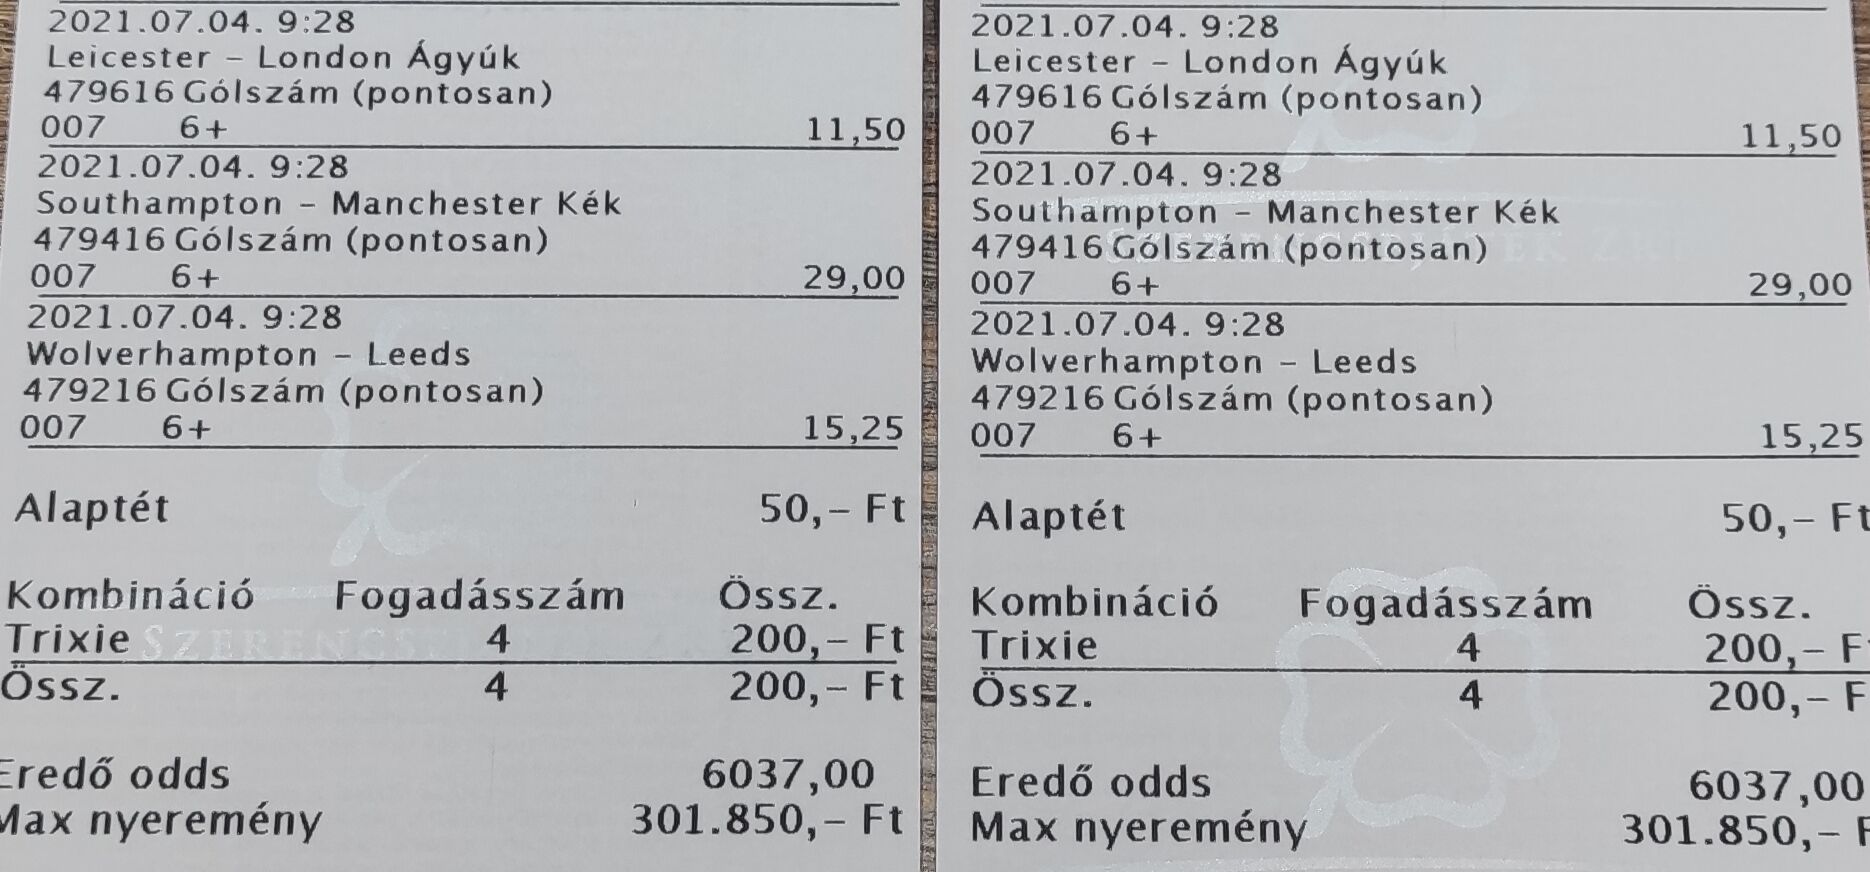 2021.07.04. 9:28
Leicester – London Ágyúk
479616 Gólszám (pontosan)
007 6+ 11,50
2021.07.04. 9:28
Southampton – Manchester Kék
479416 Gólszám (pontosan)
007 6+ 29,00
2021.07.04. 9:28
Wolverhampton – Leeds
479216 Gólszám (pontosan)
007 6+ 15,25
Alaptét 50,– Ft
Kombináció Fogadásszám Össz.
Trixie 4 200,– Ft
Össz. 4 200,– Ft
Eredő odds 6037,00
Max nyeremény 301.850,– Ft
2021.07.04. 9:28
Leicester – London Ágyúk
479616 Gólszám (pontosan)
007 6+ 11,50
2021.07.04. 9:28
Southampton – Manchester Kék
479416 Gólszám (pontosan)
007 6+ 29,00
2021.07.04. 9:28
Wolverhampton – Leeds
479216 Gólszám (pontosan)
007 6+ 15,25
Alaptét 50,– Ft
Kombináció Fogadásszám Össz.
Trixie 4 200,– F
Össz. 4 200,– F
Eredő odds 6037,00
Max nyeremény 301.850,– F